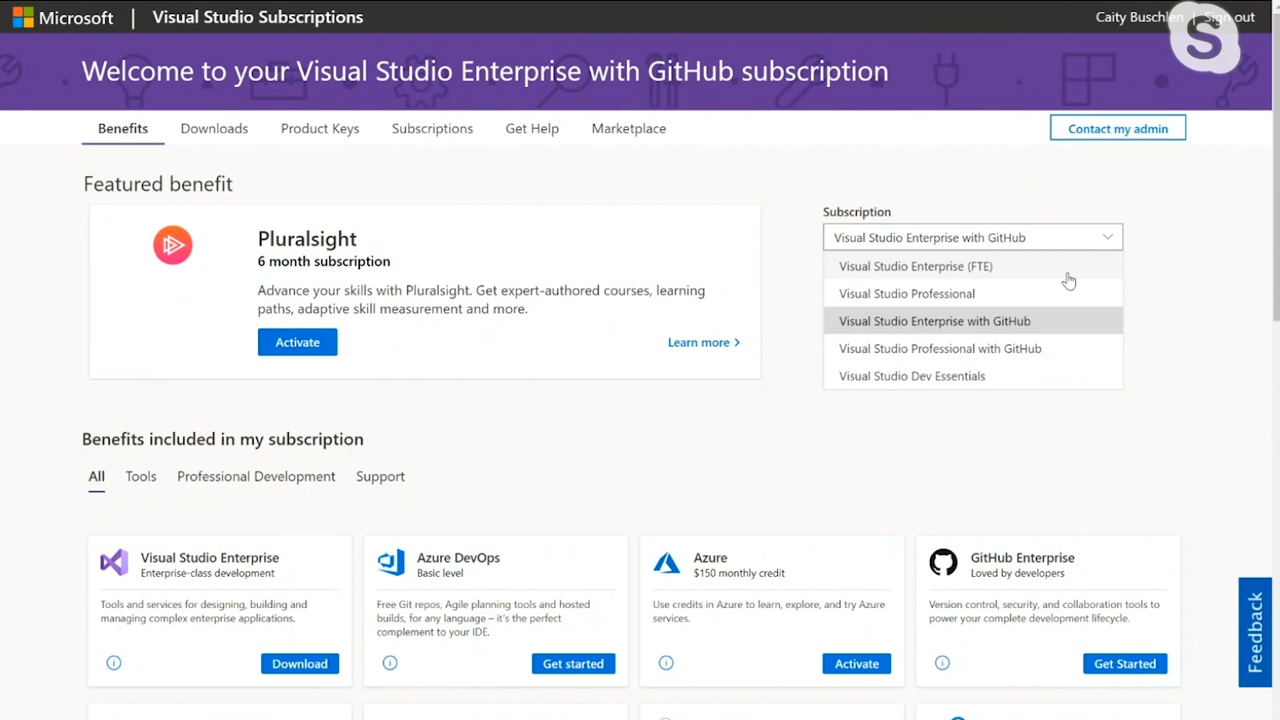 Microsoft | Visual Studio Subscriptions
Caity Buschlen | Sign out
S
Welcome to your Visual Studio Enterprise with GitHub subscription
Benefits Downloads Product Keys Subscriptions Get Help Marketplace Contact my admin
Featured benefit
Pluralsight
6 month subscription
Advance your skills with Pluralsight. Get expert-authored courses, learning
paths, adaptive skill measurement and more.
Activate
Learn more >
Subscription
Visual Studio Enterprise with GitHub
Visual Studio Enterprise (FTE)
Visual Studio Professional
Visual Studio Enterprise with GitHub
Visual Studio Professional with GitHub
Visual Studio Dev Essentials
Benefits included in my subscription
All Tools Professional Development Support
Visual Studio Enterprise
Enterprise-class development
Tools and services for designing, building and
managing complex enterprise applications.
Download
Azure DevOps
Basic level
Free Git repos, Agile planning tools and hosted
builds, for any language – it's the perfect
complement to your IDE.
Get started
Azure
$150 monthly credit
Use credits in Azure to learn, explore, and try Azure
services.
Activate
GitHub Enterprise
Loved by developers
Version control, security, and collaboration tools to
power your complete development lifecycle.
Get Started
Feedback